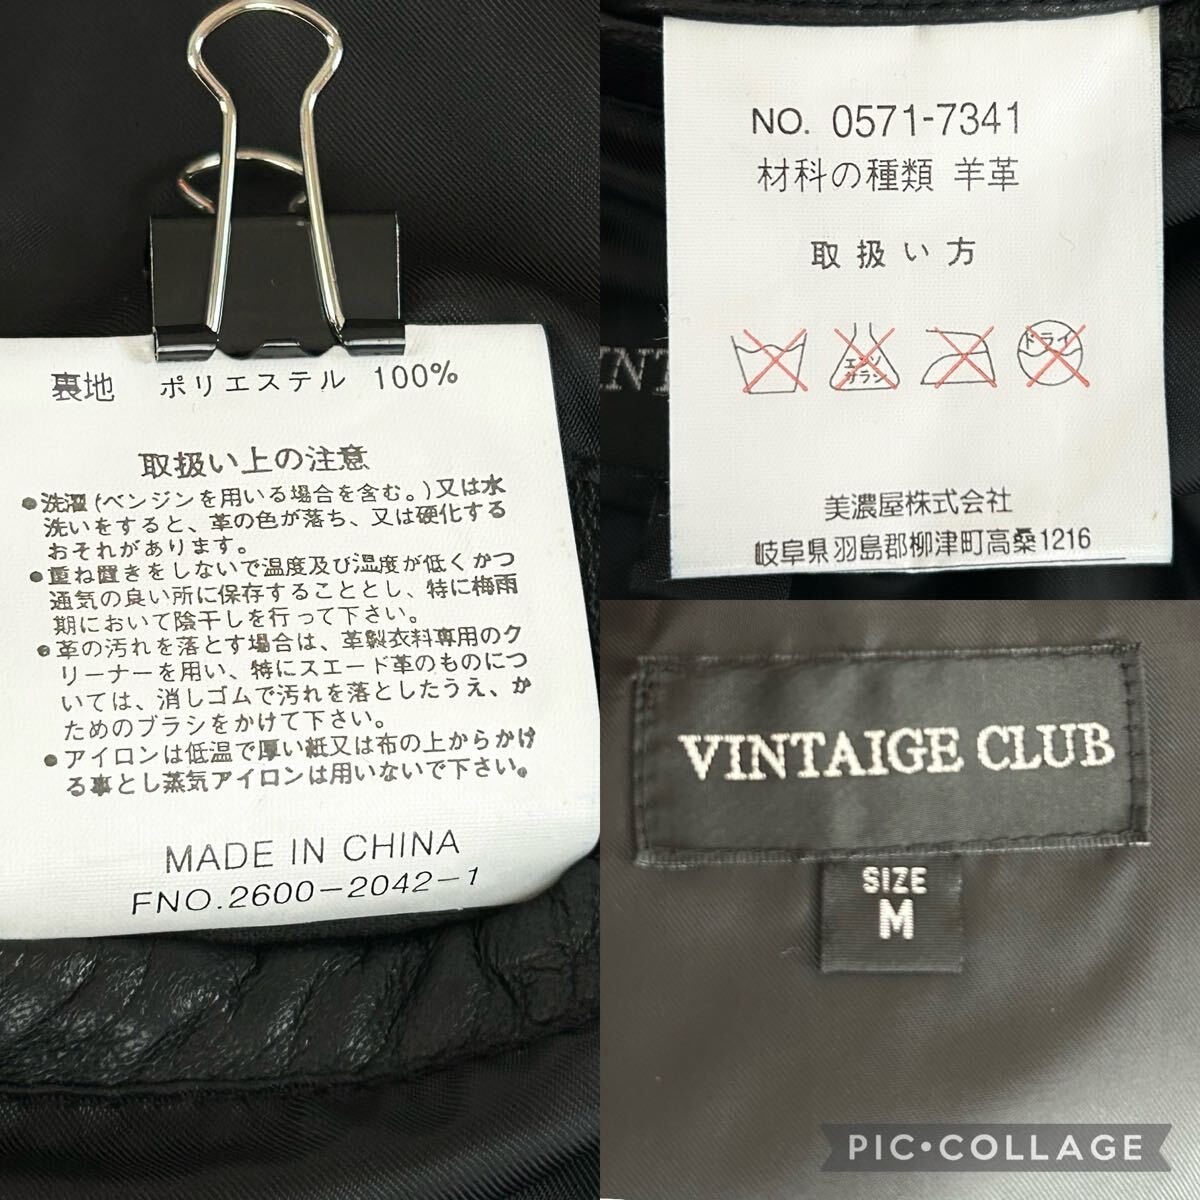 裏地 ポリエステル 100%
取扱い上の注意
●洗濯(ベンジンを用いる場合を含む。)又は水
洗いをすると、革の色が落ち、又は硬化する
おそれがあります。
●重ね置きをしないで温度及び湿度が低くかつ
通気の良い所に保存することとし、特に梅雨
期において陰干しを行って下さい。
●革の汚れを落とす場合は、革製衣料専用のク
リーナーを用い、特にスエード革のものにつ
いては、消しゴムで汚れを落としたうえ、か
ためのブラシをかけて下さい。
●アイロンは低温で厚い紙又は布の上からかけ
る事とし蒸気アイロンは用いないで下さい。
MADE IN CHINA
FNO.2600-2042-1
NO. 0571-7341
材料の種類 羊革
取扱い方
エンソ
サラシ
ドライ
VINT
美濃屋株式会社
岐阜県羽島郡柳津町高桑1216
VINTAIGE CLUB
SIZE
M
PIC•COLLAGE